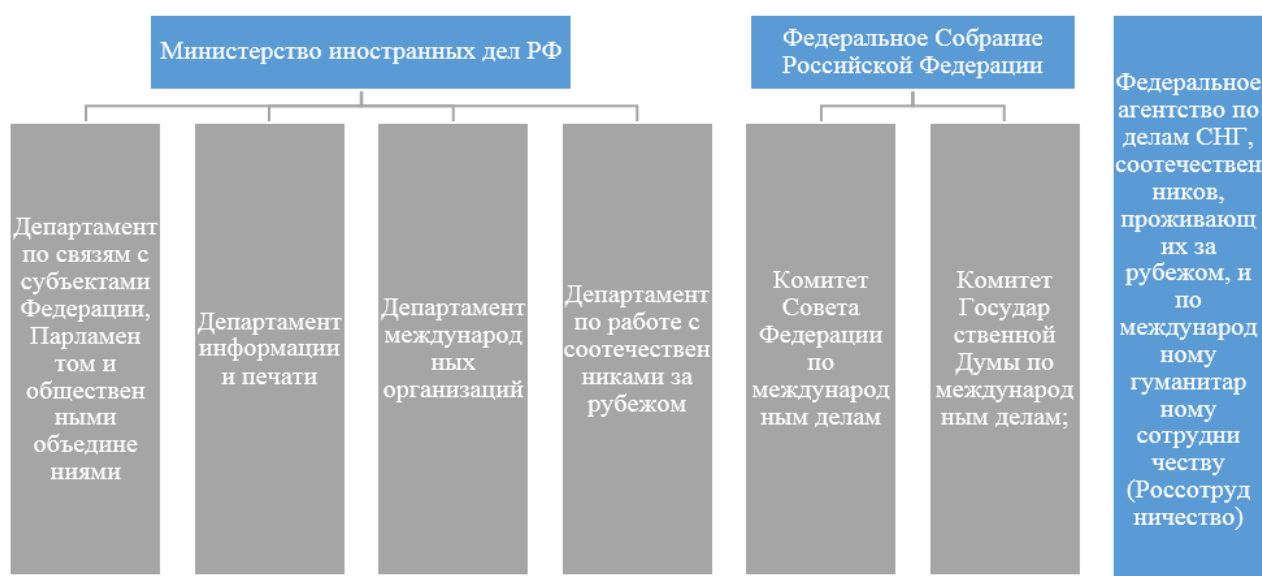 Министерство иностранных дел РФ
Департамент
по связям с
субъектами
Федерации,
Парламен
том и
обществен
ными
объедине
ниями
Департамент
информации
и печати
Департамент
международ
ных
организаций
Департамент
по работе с
соотечествен
никами за
рубежом
Федеральное Собрание
Российской Федерации
Комитет
Совета
Федерации
по
международ
ным делам
Комитет
Государ
ственной
Думы по
международ
ным делам;
Федеральное
агентство по
делам СНГ,
соотечествен
ников,
проживающ
их за
рубежом, и
по
международ
ному
гуманитар
ному
сотрудни
честву
(Россотруд
ничество)